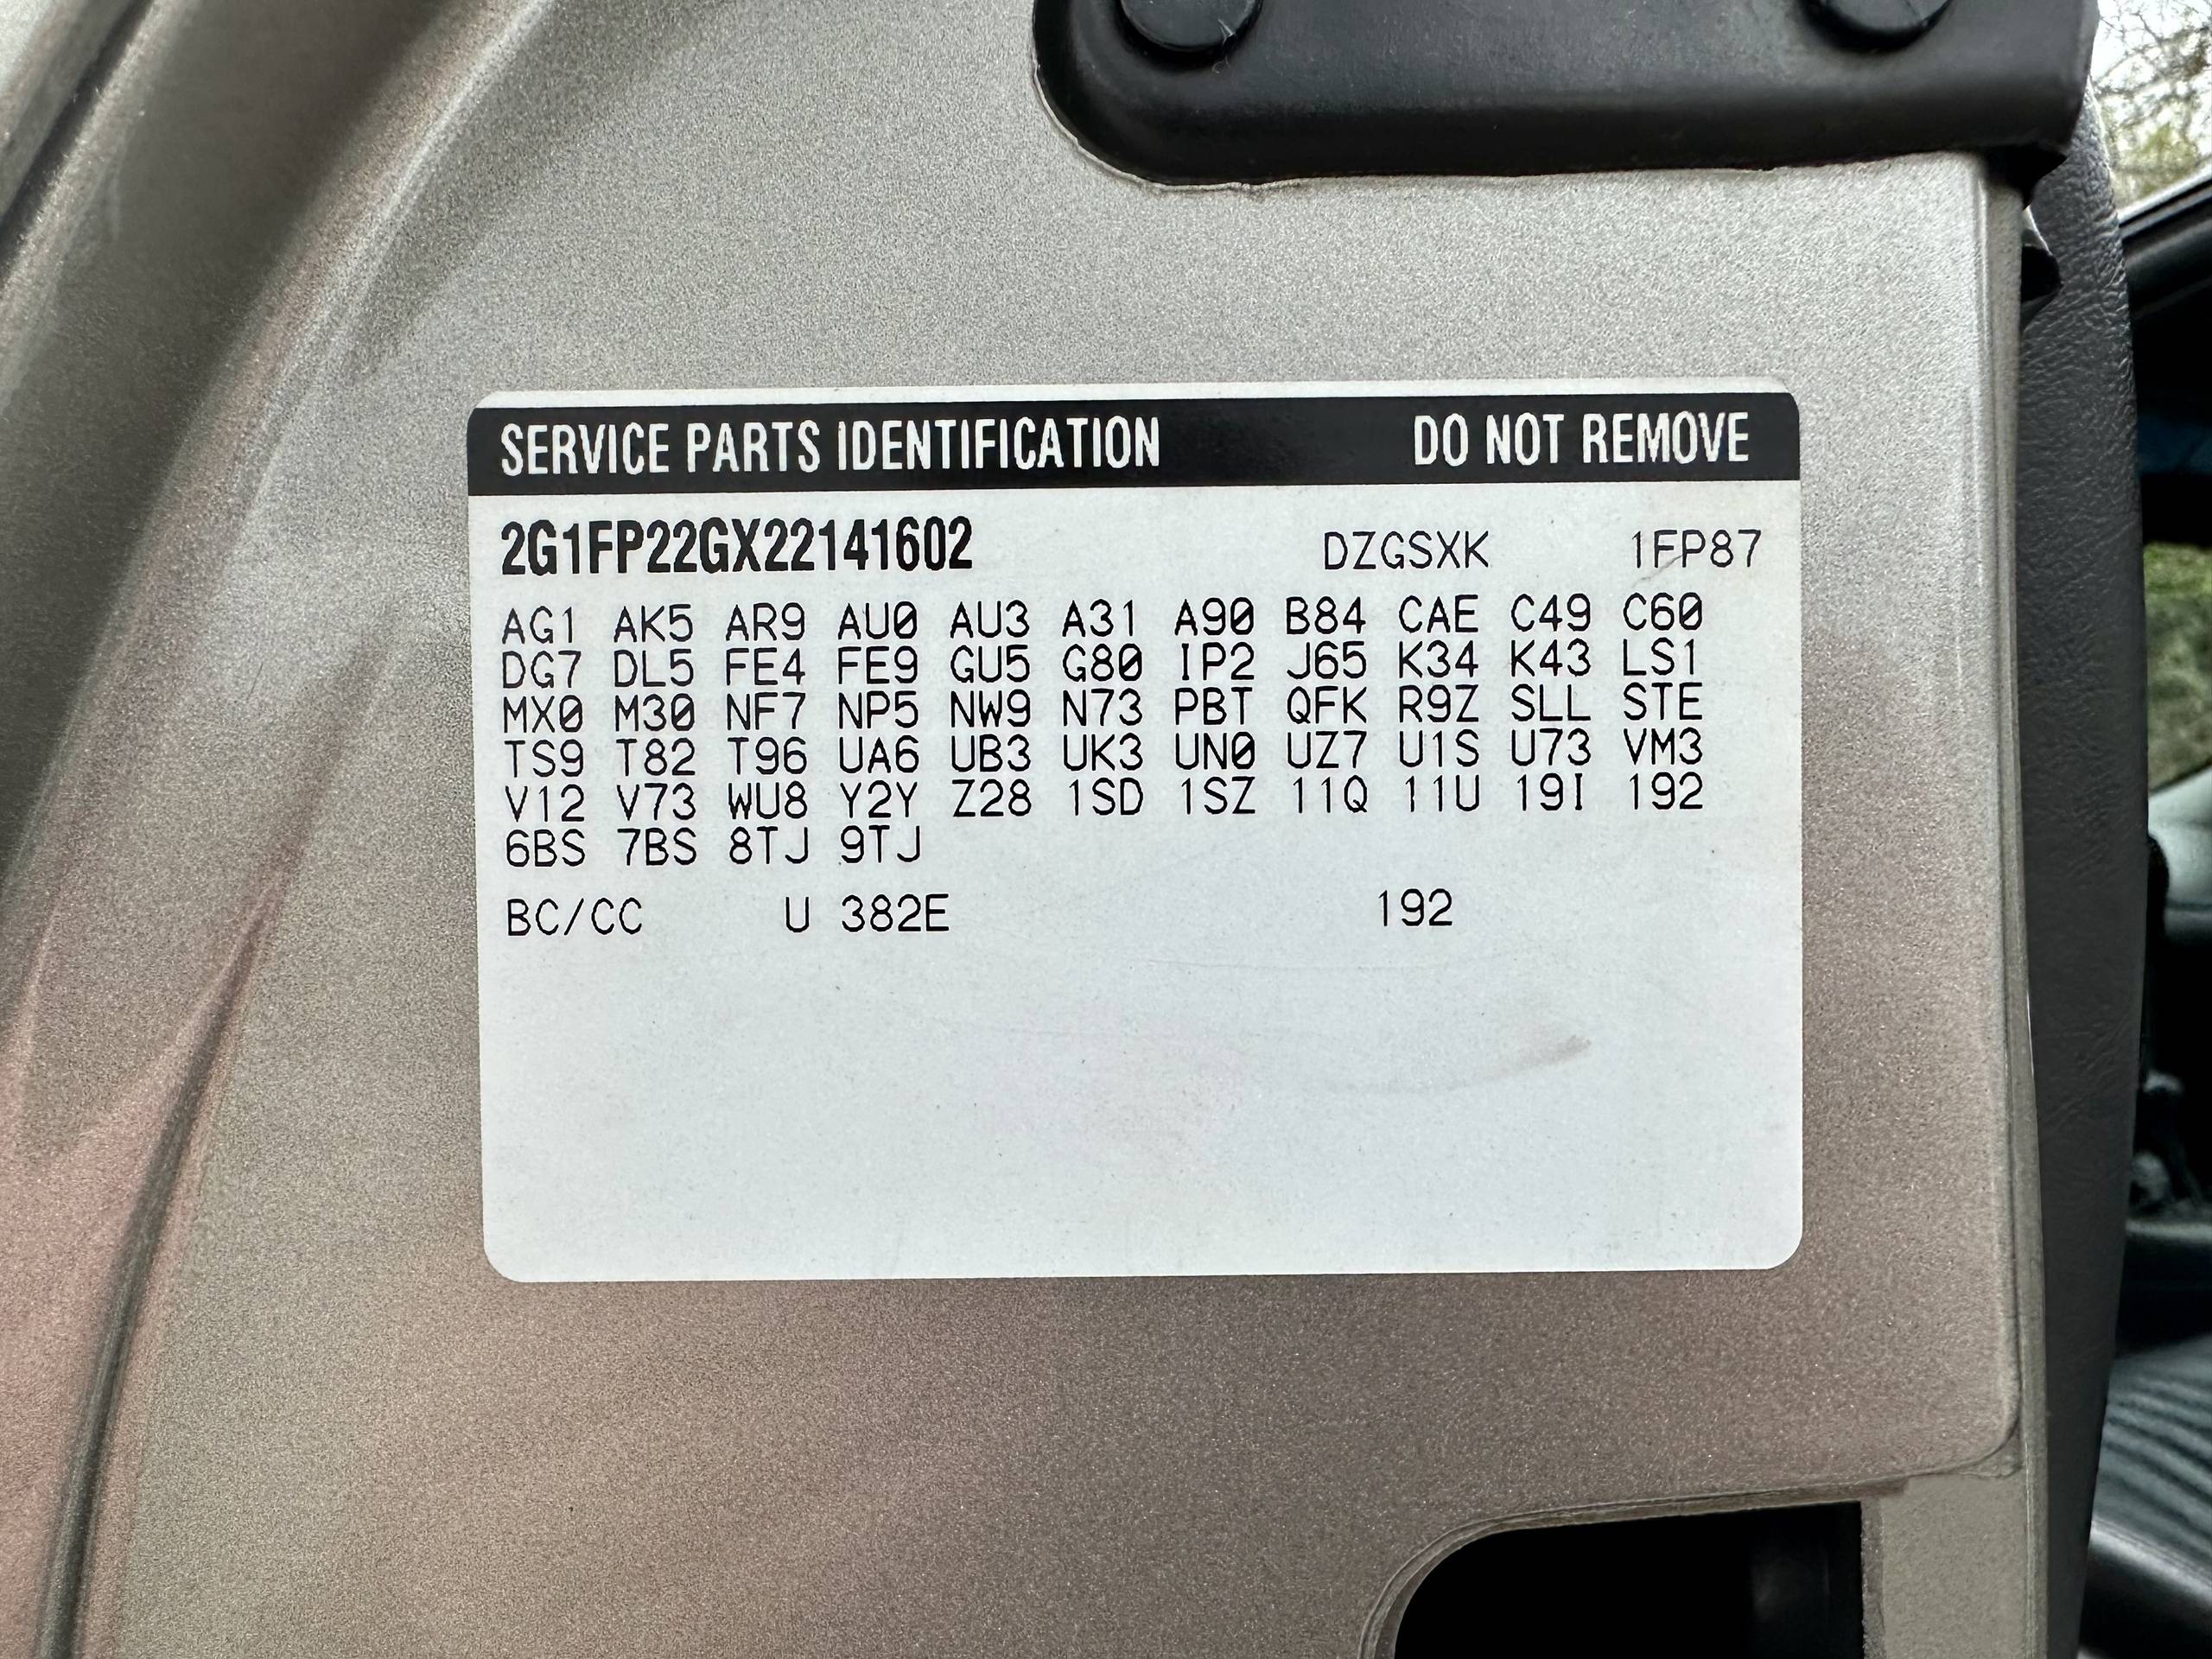 SERVICE PARTS IDENTIFICATION DO NOT REMOVE
2G1FP22GX22141602 DZGSXK 1FP87
AG1 AK5 AR9 AU0 AU3 A31 A90 B84 CAE C49 C60
DG7 DL5 FE4 FE9 GU5 G80 IP2 J65 K34 K43 LS1
MX0 M30 NF7 NP5 NW9 N73 PBT QFK R9Z SLL STE
TS9 T82 T96 UA6 UB3 UK3 UN0 UZ7 U1S U73 VM3
V12 V73 WU8 Y2Y Z28 1SD 1SZ 11Q 11U 19I 192
6BS 7BS 8TJ 9TJ
BC/CC U 382E 192